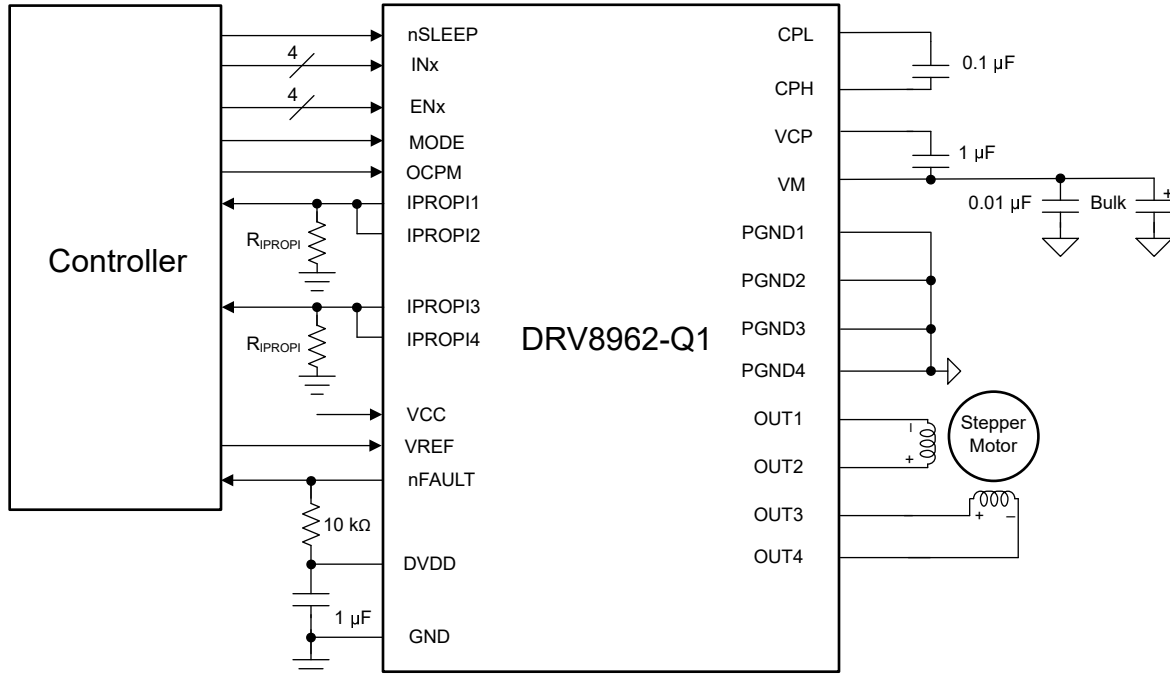 Controller
4
4
R_IPROPI
R_IPROPI
10 kΩ
1 µF
nSLEEP
INx
ENx
MODE
OCPM
IPROPI1
IPROPI2
IPROPI3
IPROPI4
VCC
VREF
nFAULT
DVDD
GND
DRV8962-Q1
CPL
CPH
VCP
VM
PGND1
PGND2
PGND3
PGND4
OUT1
OUT2
OUT3
OUT4
0.1 µF
1 µF
0.01 µF
Bulk
+
–
+
Stepper
Motor
+
–